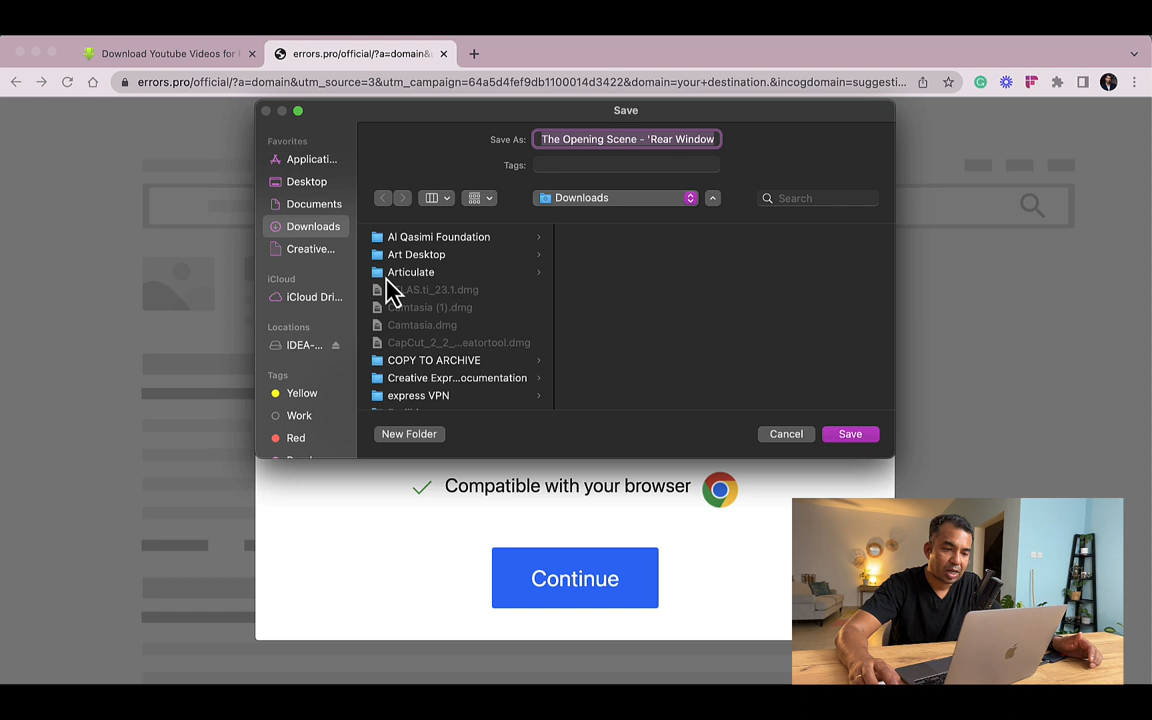 Download Youtube Videos for
errors.pro/official/?a=domain&
errors.pro/official/?a=domain&utm_source=3&utm_campaign=64a5d4fef9db1100014d3422&domain=your+destination.&incogdomain=suggesti...
Save
Save As: The Opening Scene - 'Rear Window
Tags:
Downloads
Search
Favorites
Applicati...
Desktop
Documents
Downloads
Creative...
iCloud
iCloud Dri...
Locations
IDEA-...
Tags
Yellow
Work
Red
Al Qasimi Foundation
Art Desktop
Articulate
LAS.ti_23.1.dmg
Camtasia (1).dmg
Camtasia.dmg
CapCut_2_2_...eatortool.dmg
COPY TO ARCHIVE
Creative Expr...ocumentation
express VPN
New Folder
Cancel
Save
Compatible with your browser
Continue